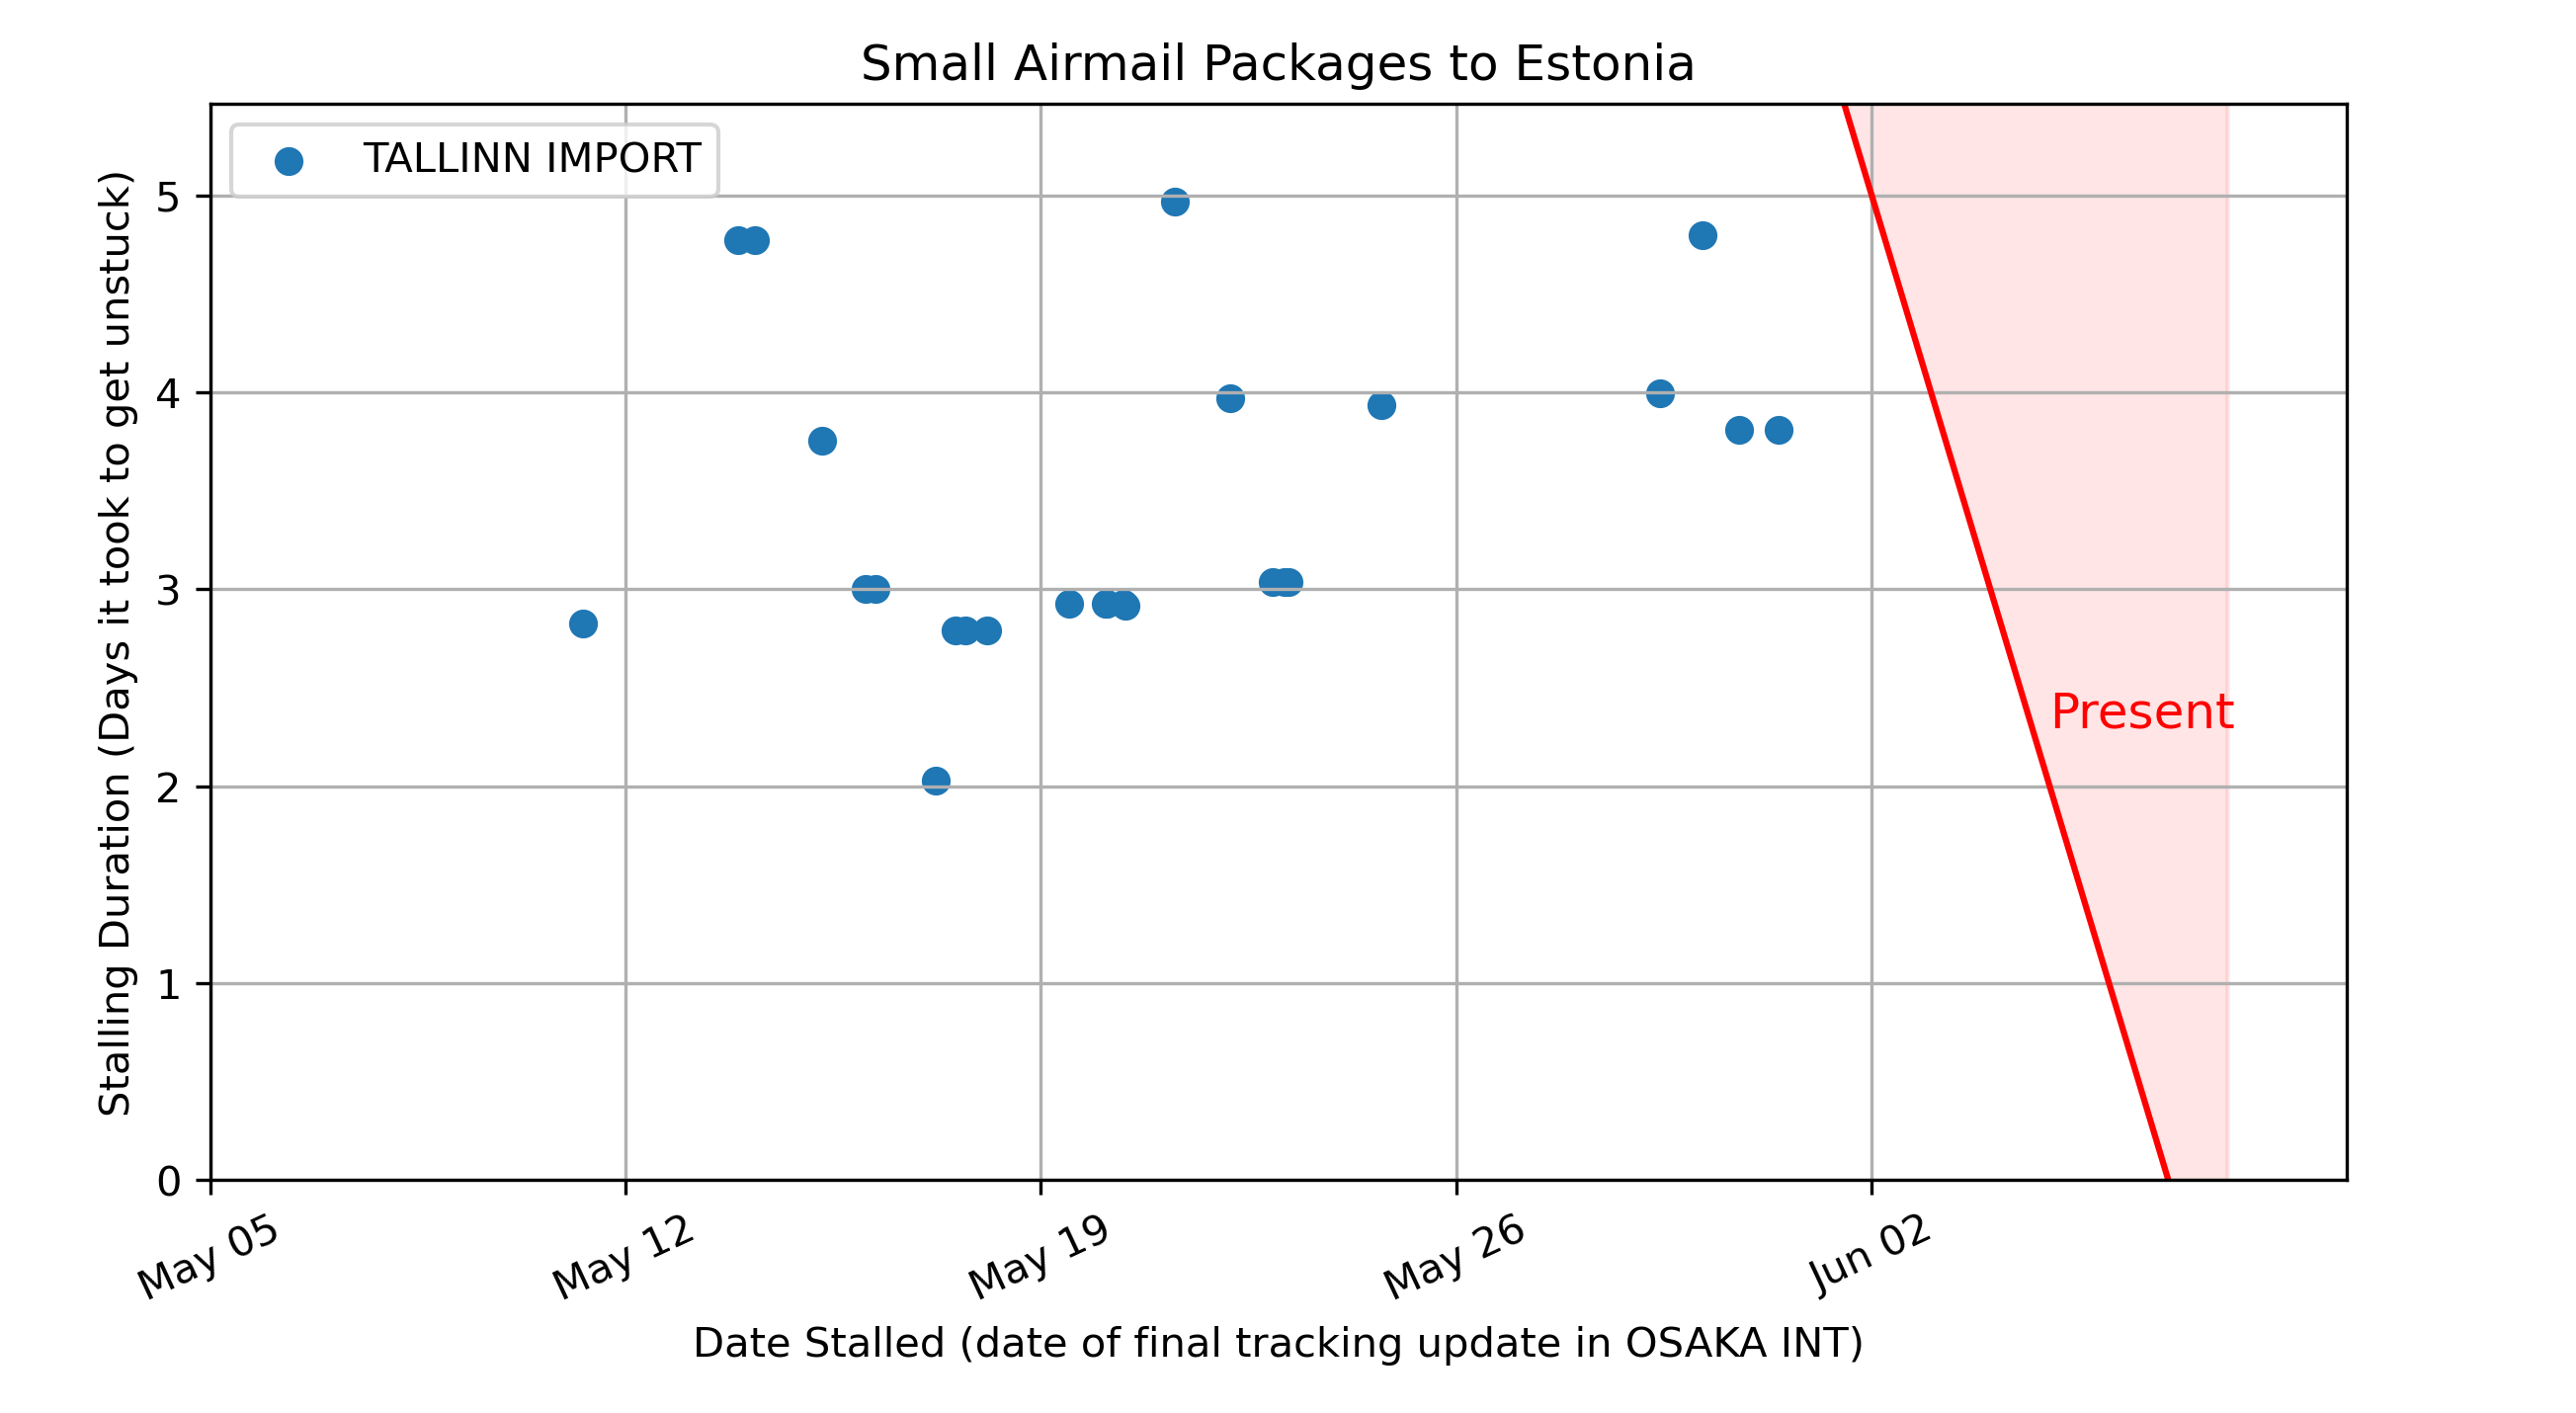 Small Airmail Packages to Estonia
TALLINN IMPORT
Stalling Duration (Days it took to get unstuck)
5
4
3
2
1
0
Present
May 05
May 12
May 19
May 26
Jun 02
Date Stalled (date of final tracking update in OSAKA INT)